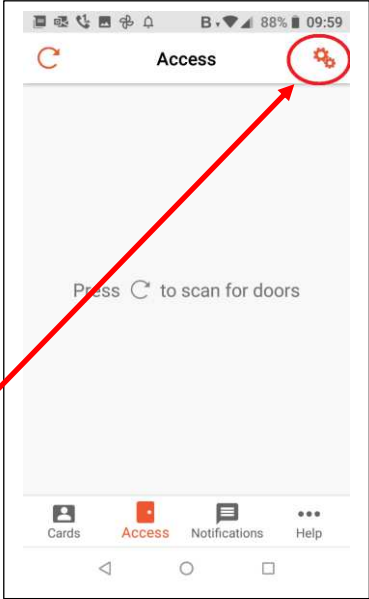 B 88% 09:59
Access
Press to scan for doors
Cards Access Notifications Help